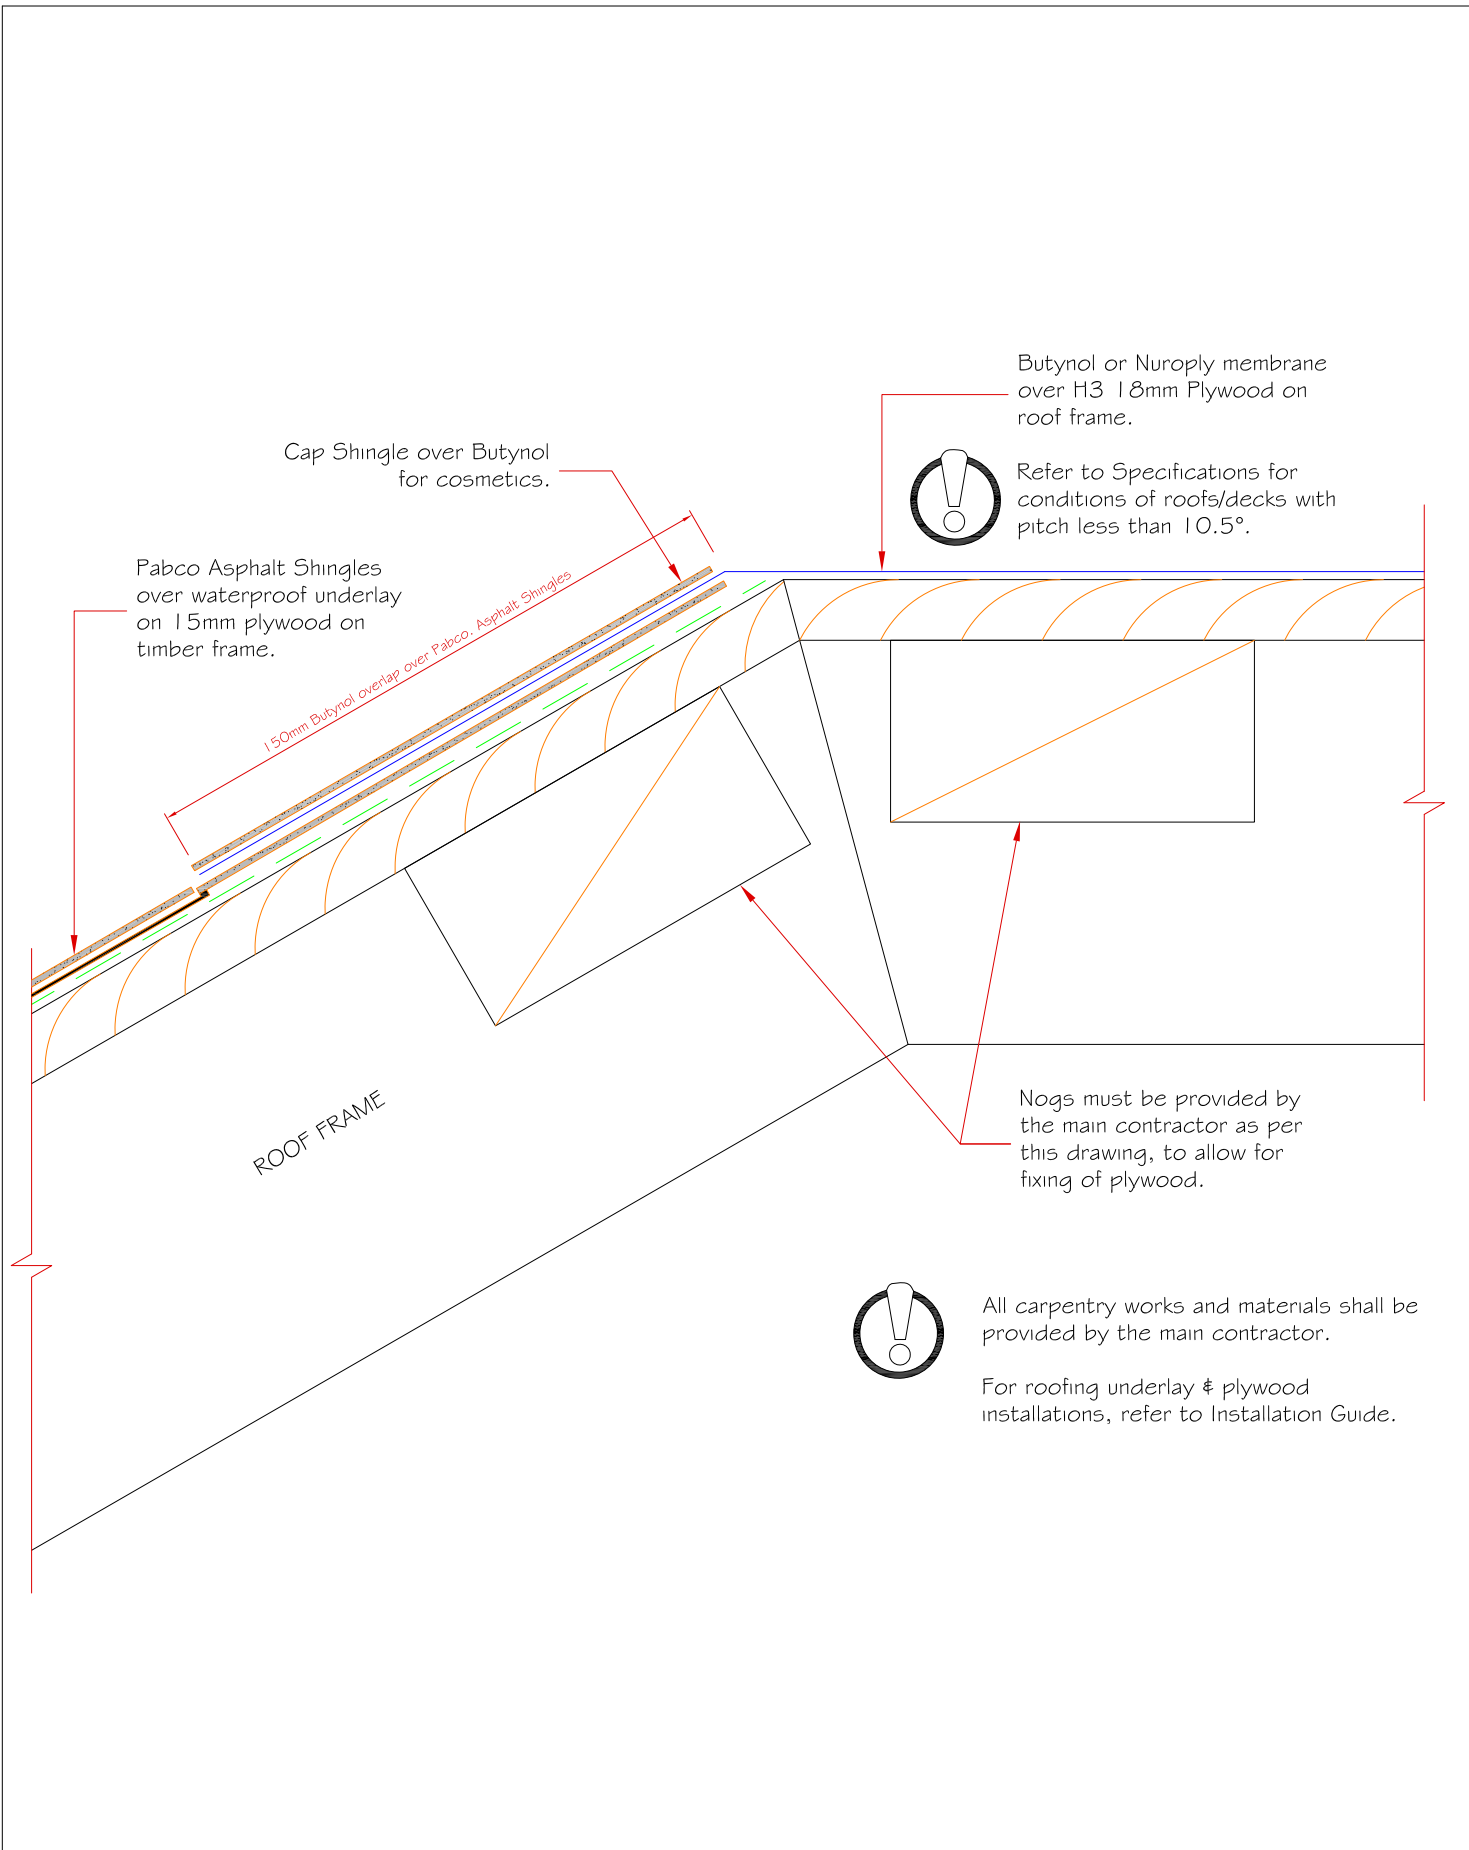 Butynol or Nuroply membrane
over H3 18mm Plywood on
roof frame.
Refer to Specifications for
conditions of roofs/decks with
pitch less than 10.5°.
Cap Shingle over Butynol
for cosmetics.
Pabco Asphalt Shingles
over waterproof underlay
on 15mm plywood on
timber frame.
150mm Butynol overlap over Pabco. Asphalt Shingles
Nogs must be provided by
the main contractor as per
this drawing, to allow for
fixing of plywood.
ROOF FRAME
All carpentry works and materials shall be
provided by the main contractor.
For roofing underlay & plywood
installations, refer to Installation Guide.